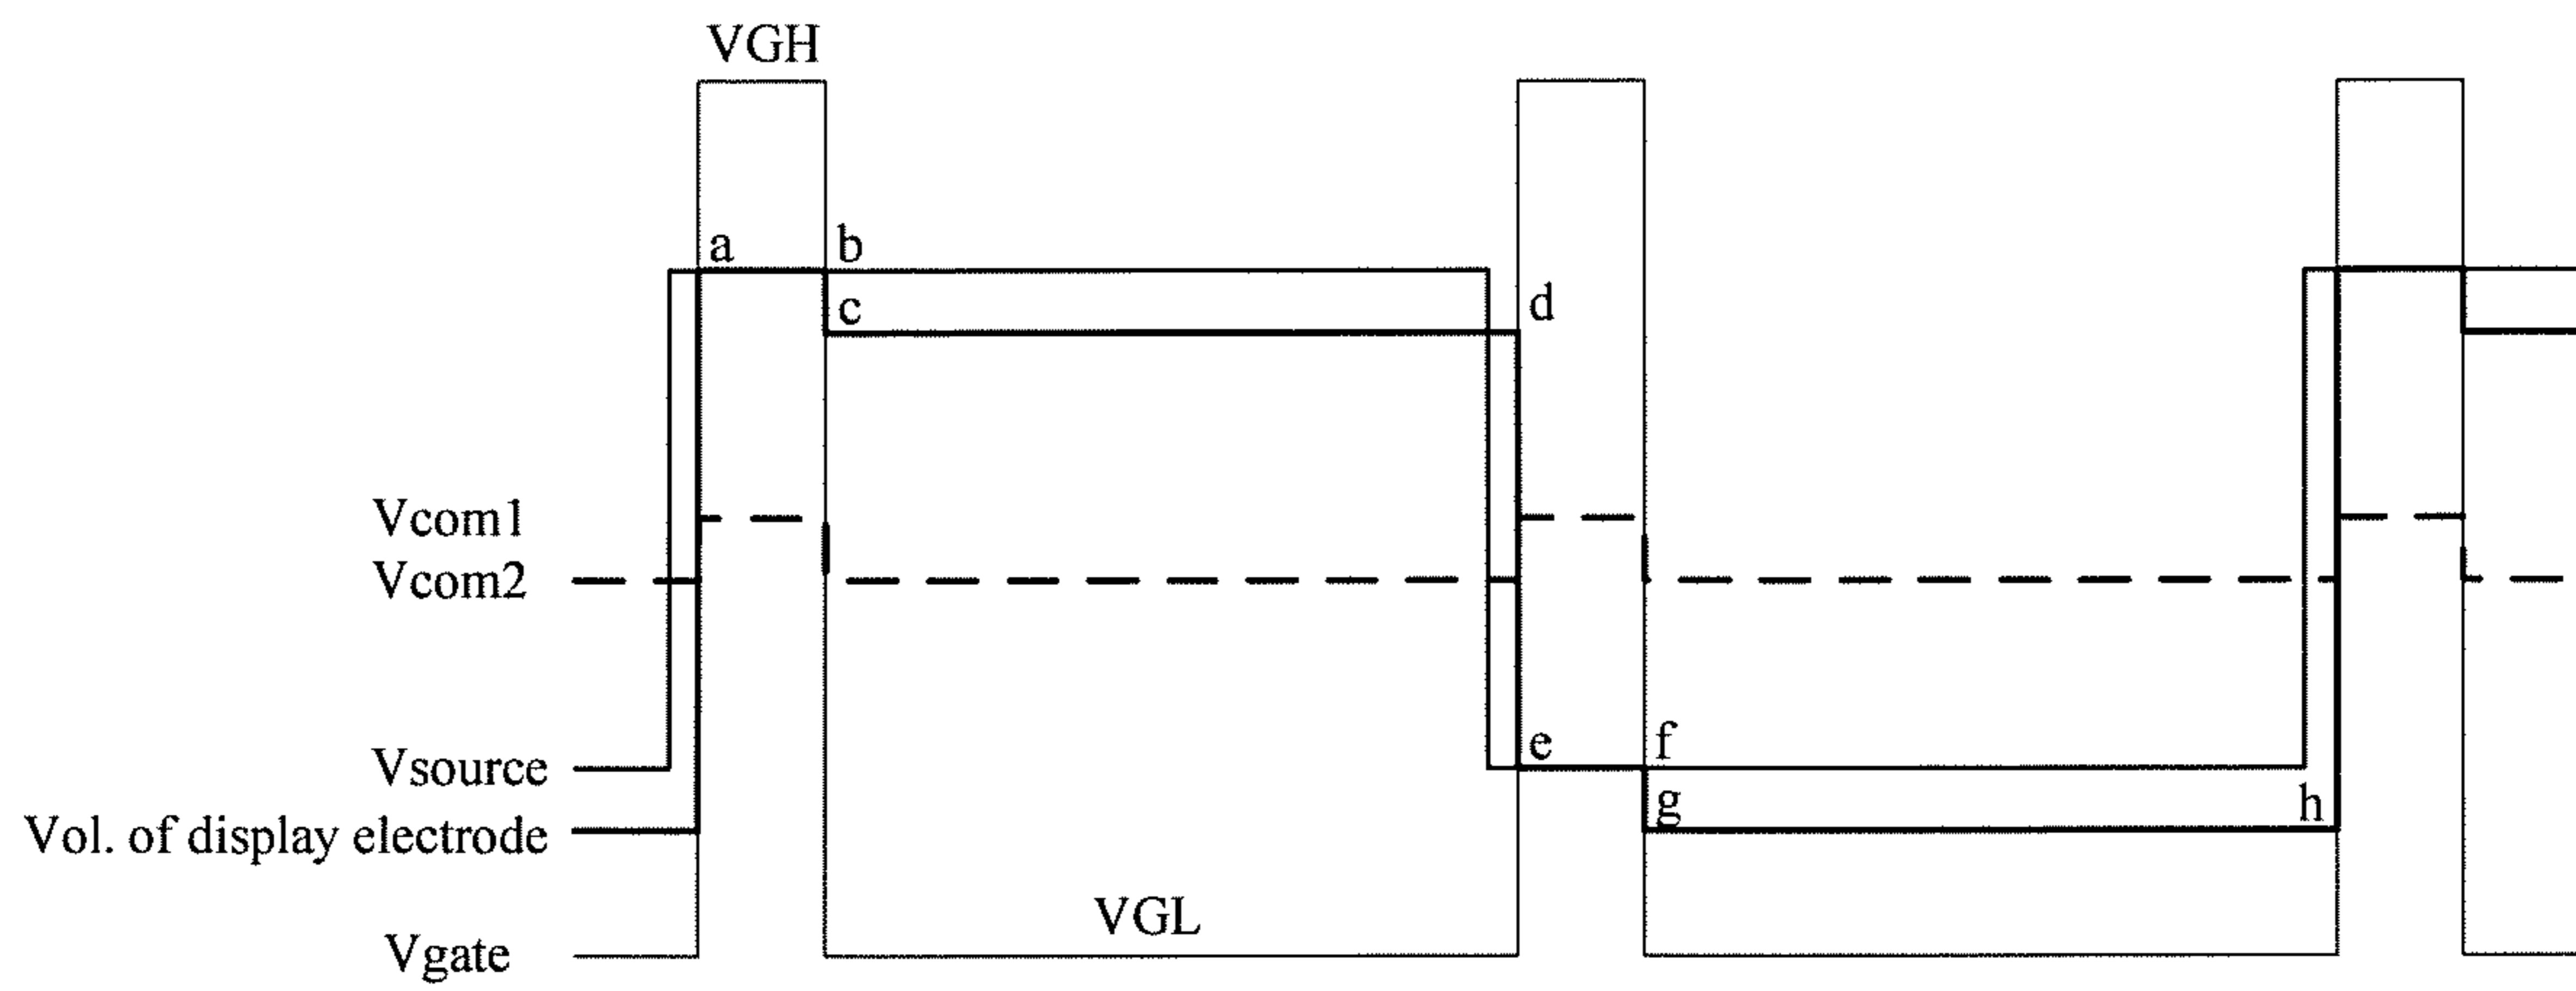 VGH
a
b
c
d
Vcom1
Vcom2
e
f
Vsource
g
h
Vol. of display electrode
VGL
Vgate